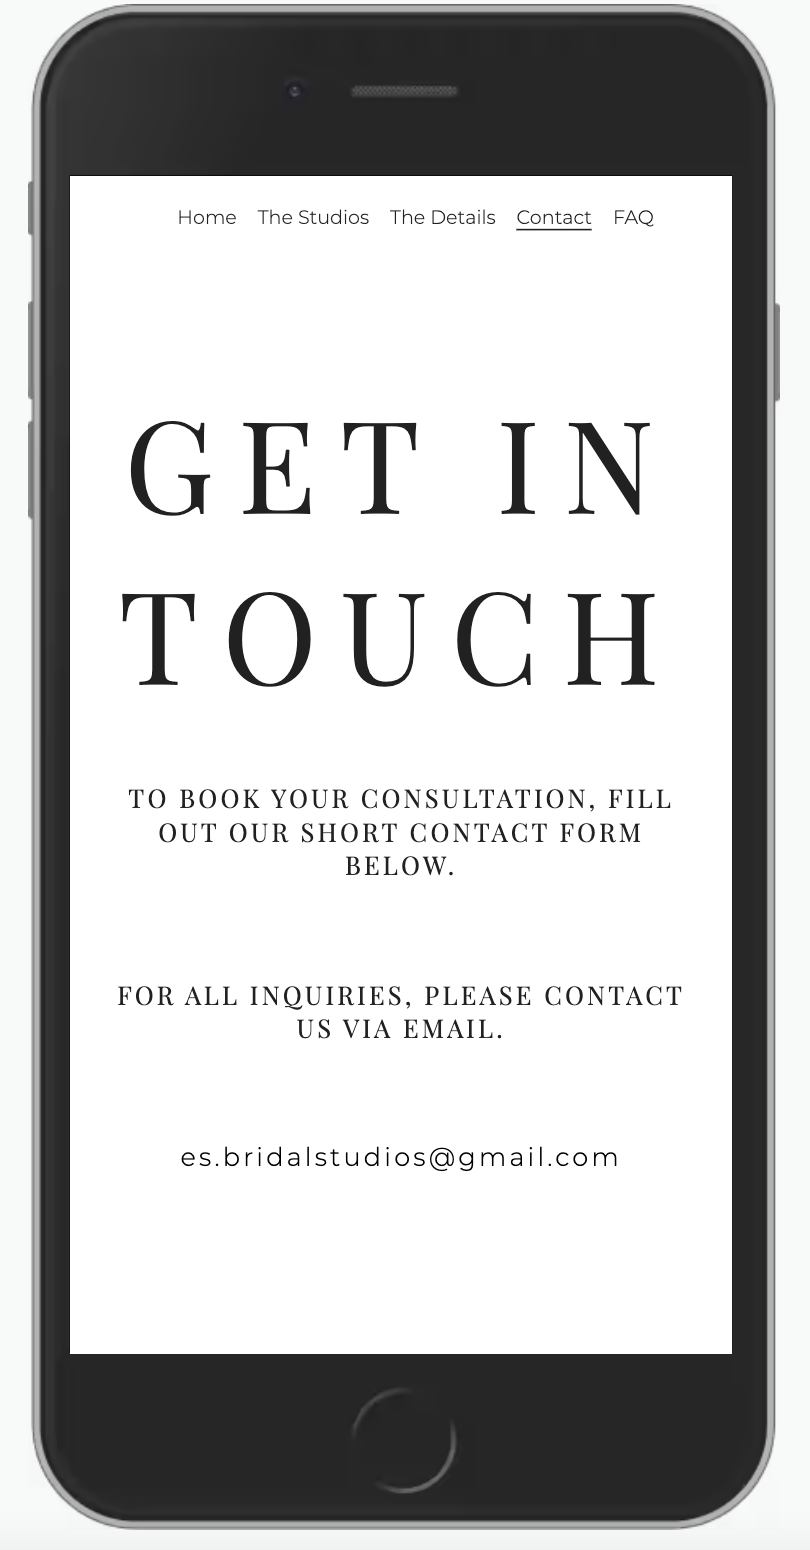 Home The Studios The Details Contact FAQ
GET IN
TOUCH
TO BOOK YOUR CONSULTATION, FILL
OUT OUR SHORT CONTACT FORM
BELOW.
FOR ALL INQUIRIES, PLEASE CONTACT
US VIA EMAIL.
es.bridalstudios@gmail.com